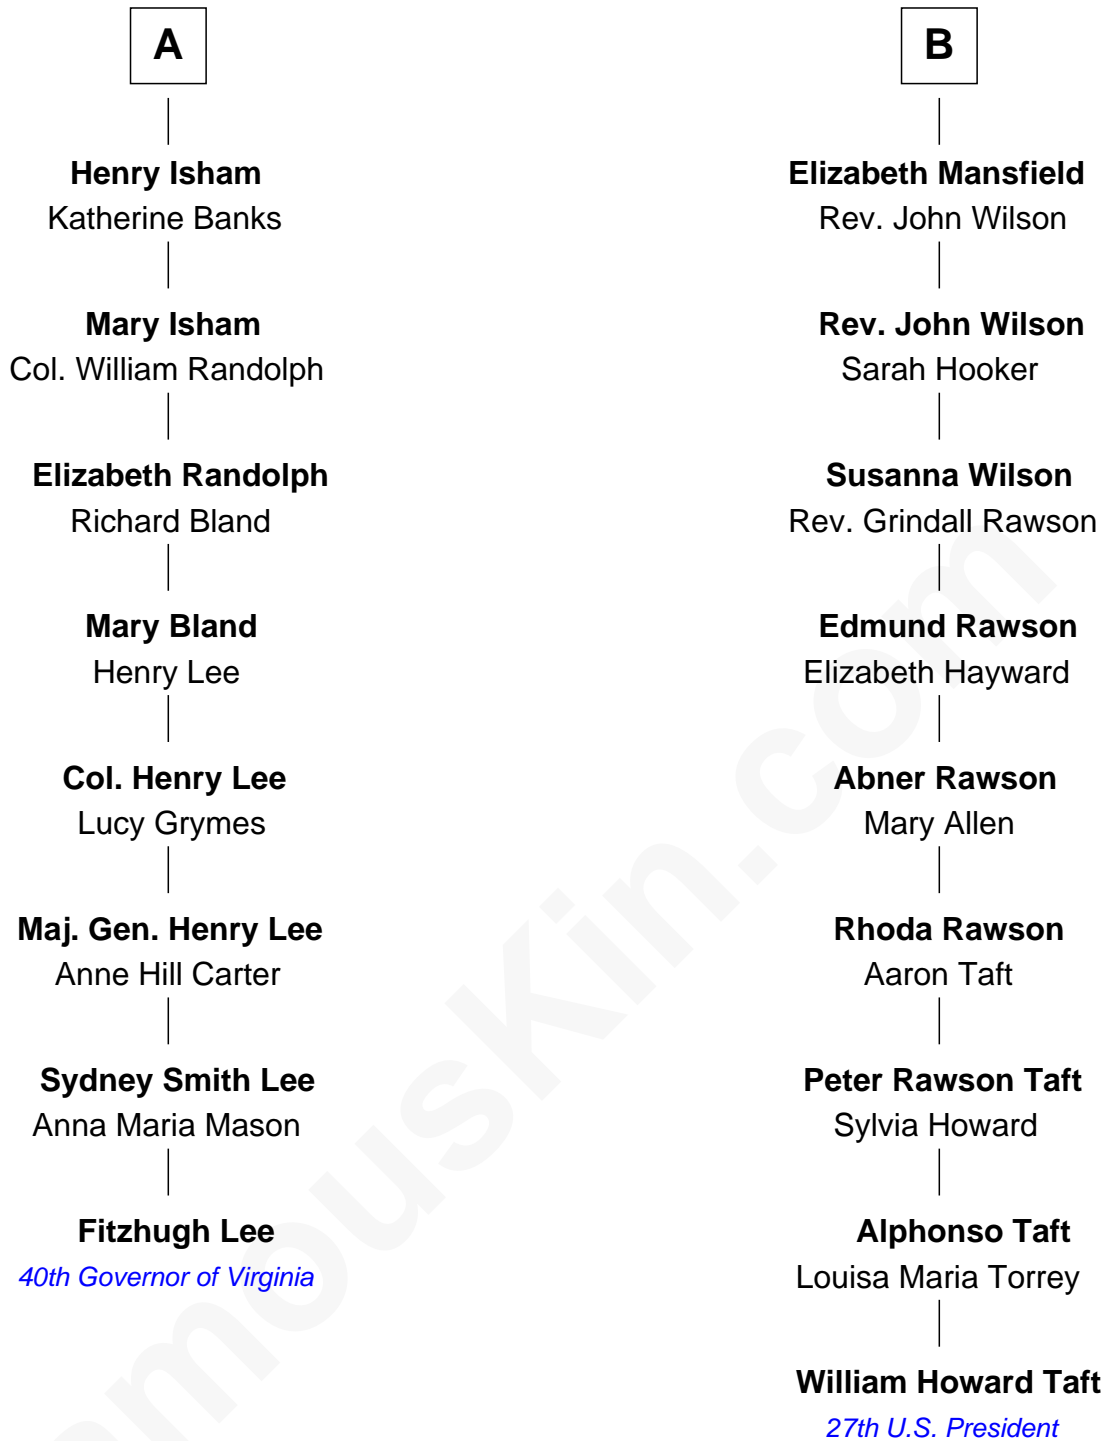 A
Henry Isham
Katherine Banks
Mary Isham
Col. William Randolph
Elizabeth Randolph
Richard Bland
Mary Bland
Henry Lee
Col. Henry Lee
Lucy Grymes
Maj. Gen. Henry Lee
Anne Hill Carter
Sydney Smith Lee
Anna Maria Mason
Fitzhugh Lee
40th Governor of Virginia
B
Elizabeth Mansfield
Rev. John Wilson
Rev. John Wilson
Sarah Hooker
Susanna Wilson
Rev. Grindall Rawson
Edmund Rawson
Elizabeth Hayward
Abner Rawson
Mary Allen
Rhoda Rawson
Aaron Taft
Peter Rawson Taft
Sylvia Howard
Alphonso Taft
Louisa Maria Torrey
William Howard Taft
27th U.S. President
amouskin.com